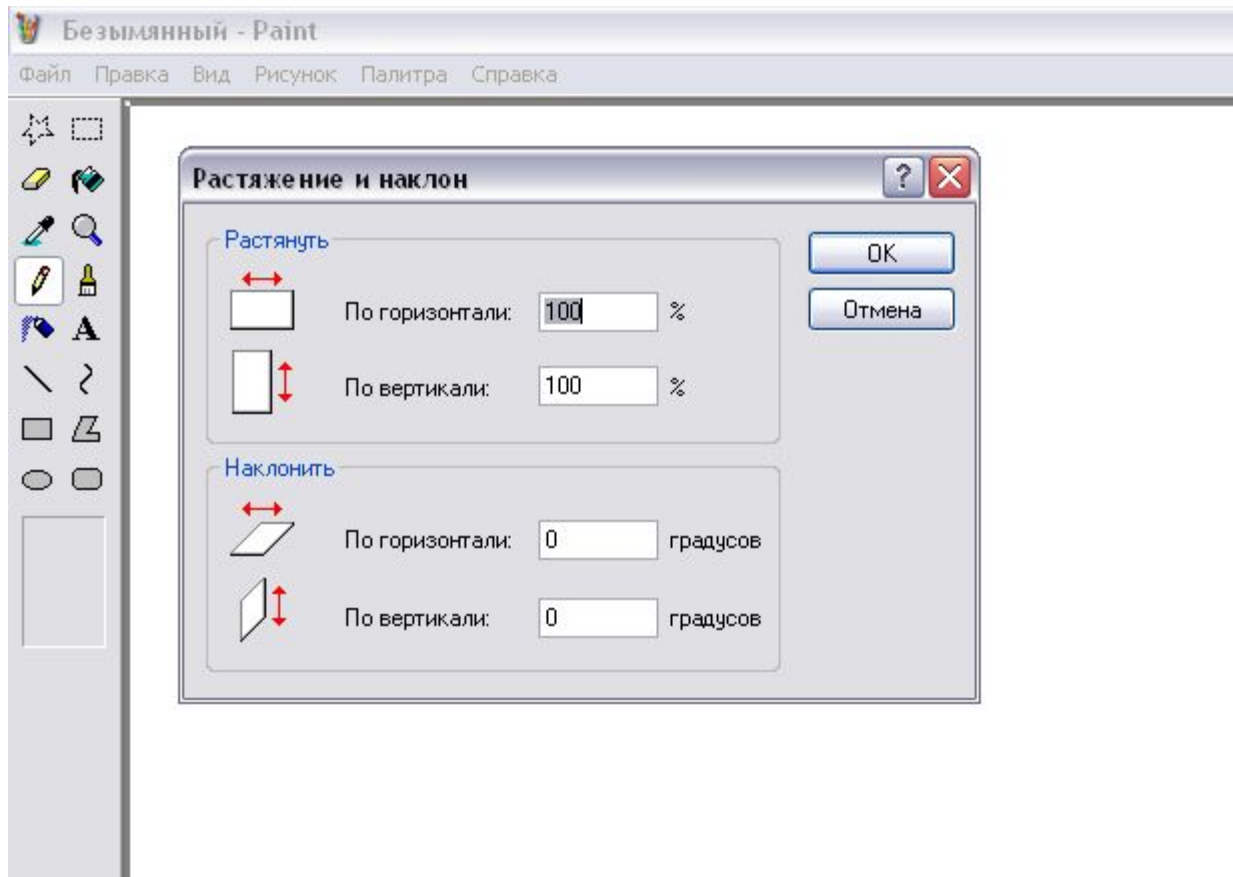 Безымянный - Paint
Файл Правка Вид Рисунок Палитра Справка
Растяжение и наклон
Растянуть
По горизонтали: 100 %
По вертикали: 100 %
OK
Отмена
Наклонить
По горизонтали: 0 градусов
По вертикали: 0 градусов